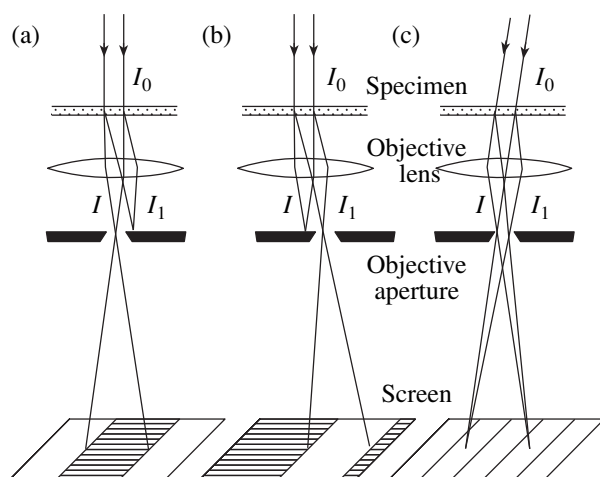 (a)
(b)
(c)
I₀
I₀
Specimen
I₀
Objective
lens
I
I₁
I
I₁
I
I₁
Objective
aperture
Screen